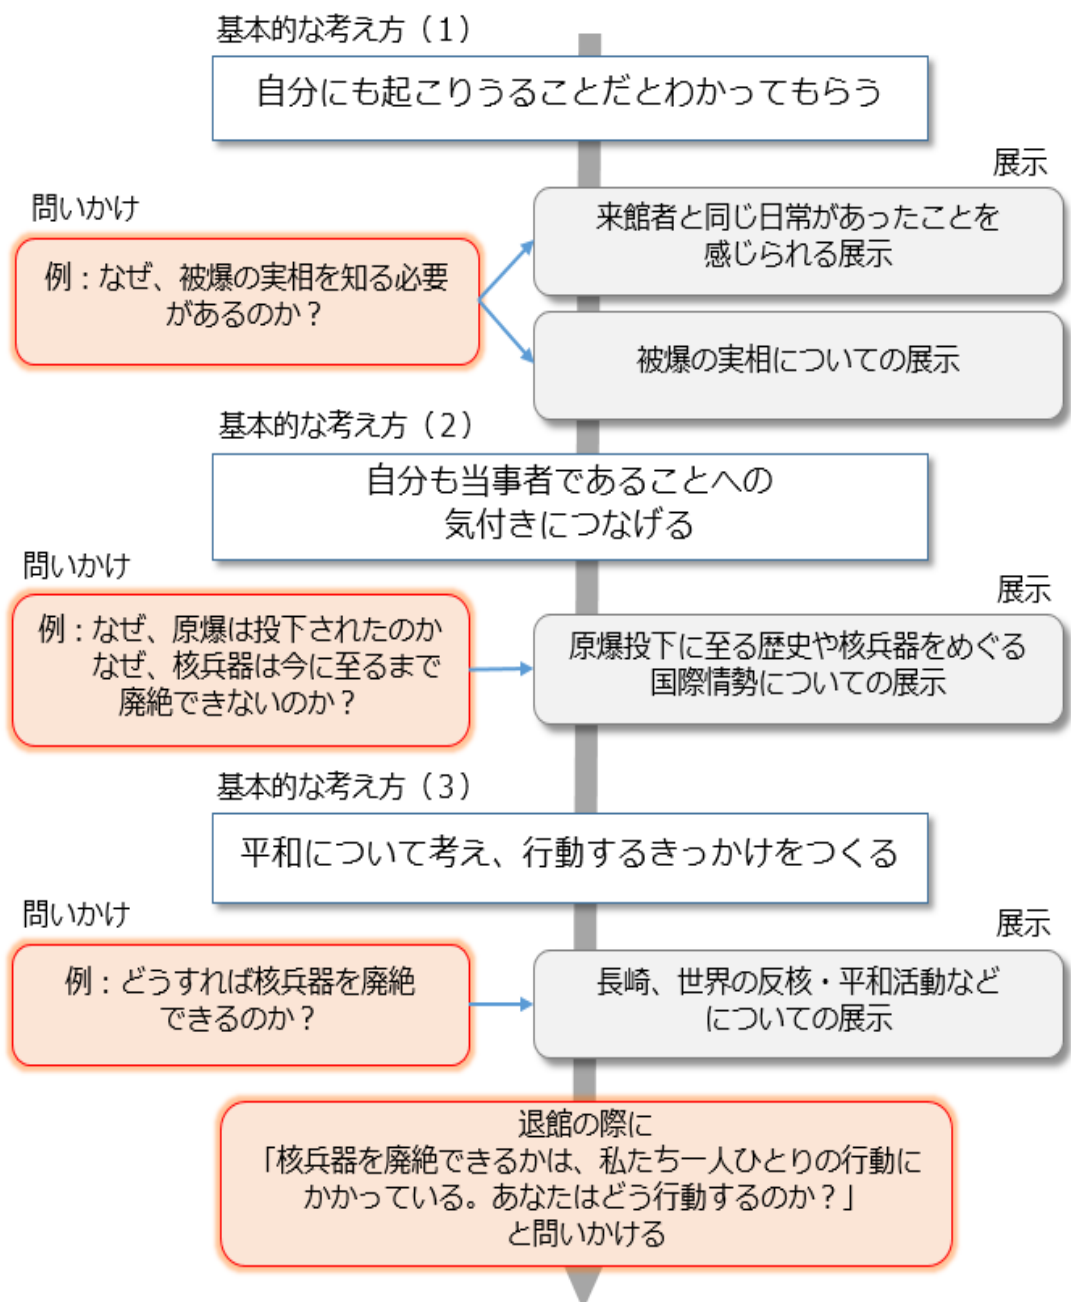 基本的な考え方（１）
自分にも起こりうることだとわかってもらう
展示
問いかけ
来館者と同じ日常があったことを
感じられる展示
例：なぜ、被爆の実相を知る必要
があるのか？
被爆の実相についての展示
基本的な考え方（２）
自分も当事者であることへの
気付きにつなげる
問いかけ
展示
例：なぜ、原爆は投下されたのか
なぜ、核兵器は今に至るまで
廃絶できないのか？
原爆投下に至る歴史や核兵器をめぐる
国際情勢についての展示
基本的な考え方（３）
平和について考え、行動するきっかけをつくる
問いかけ
展示
例：どうすれば核兵器を廃絶
できるのか？
長崎、世界の反核・平和活動など
についての展示
退館の際に
「核兵器を廃絶できるかは、私たち一人ひとりの行動に
かかっている。あなたはどう行動するのか？」
と問いかける